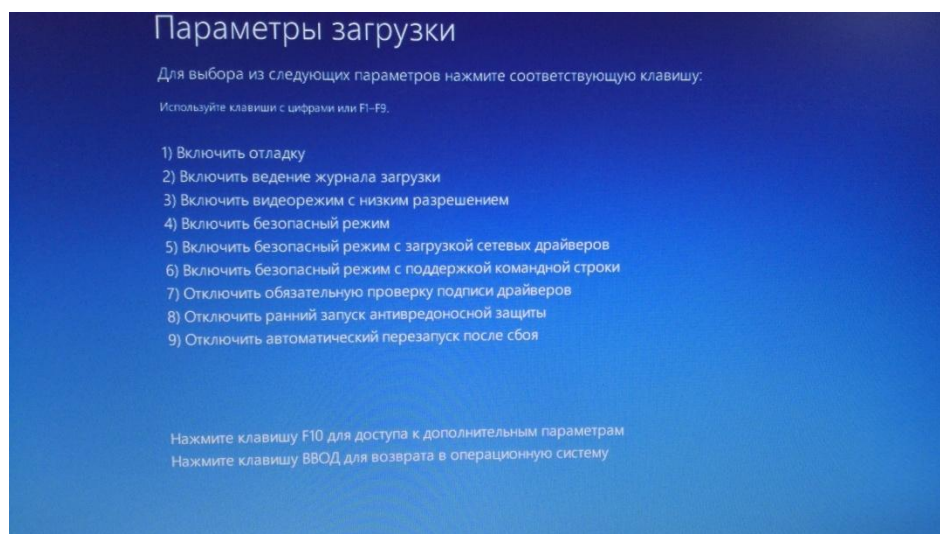 Параметры загрузки
Для выбора из следующих параметров нажмите соответствующую клавишу:
Используйте клавиши с цифрами или F1–F9.
1) Включить отладку
2) Включить ведение журнала загрузки
3) Включить видеорежим с низким разрешением
4) Включить безопасный режим
5) Включить безопасный режим с загрузкой сетевых драйверов
6) Включить безопасный режим с поддержкой командной строки
7) Отключить обязательную проверку подписи драйверов
8) Отключить ранний запуск антивредоносной защиты
9) Отключить автоматический перезапуск после сбоя
Нажмите клавишу F10 для доступа к дополнительным параметрам
Нажмите клавишу ВВОД для возврата в операционную систему